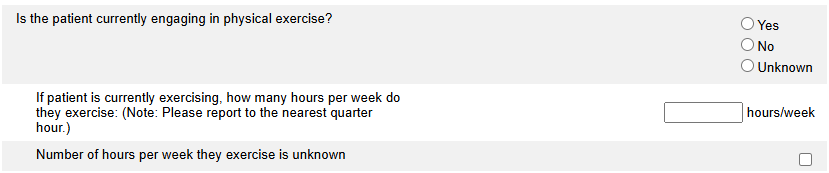 Is the patient currently engaging in physical exercise?
Yes
No
Unknown
If patient is currently exercising, how many hours per week do
they exercise: (Note: Please report to the nearest quarter
hour.)
hours/week
Number of hours per week they exercise is unknown